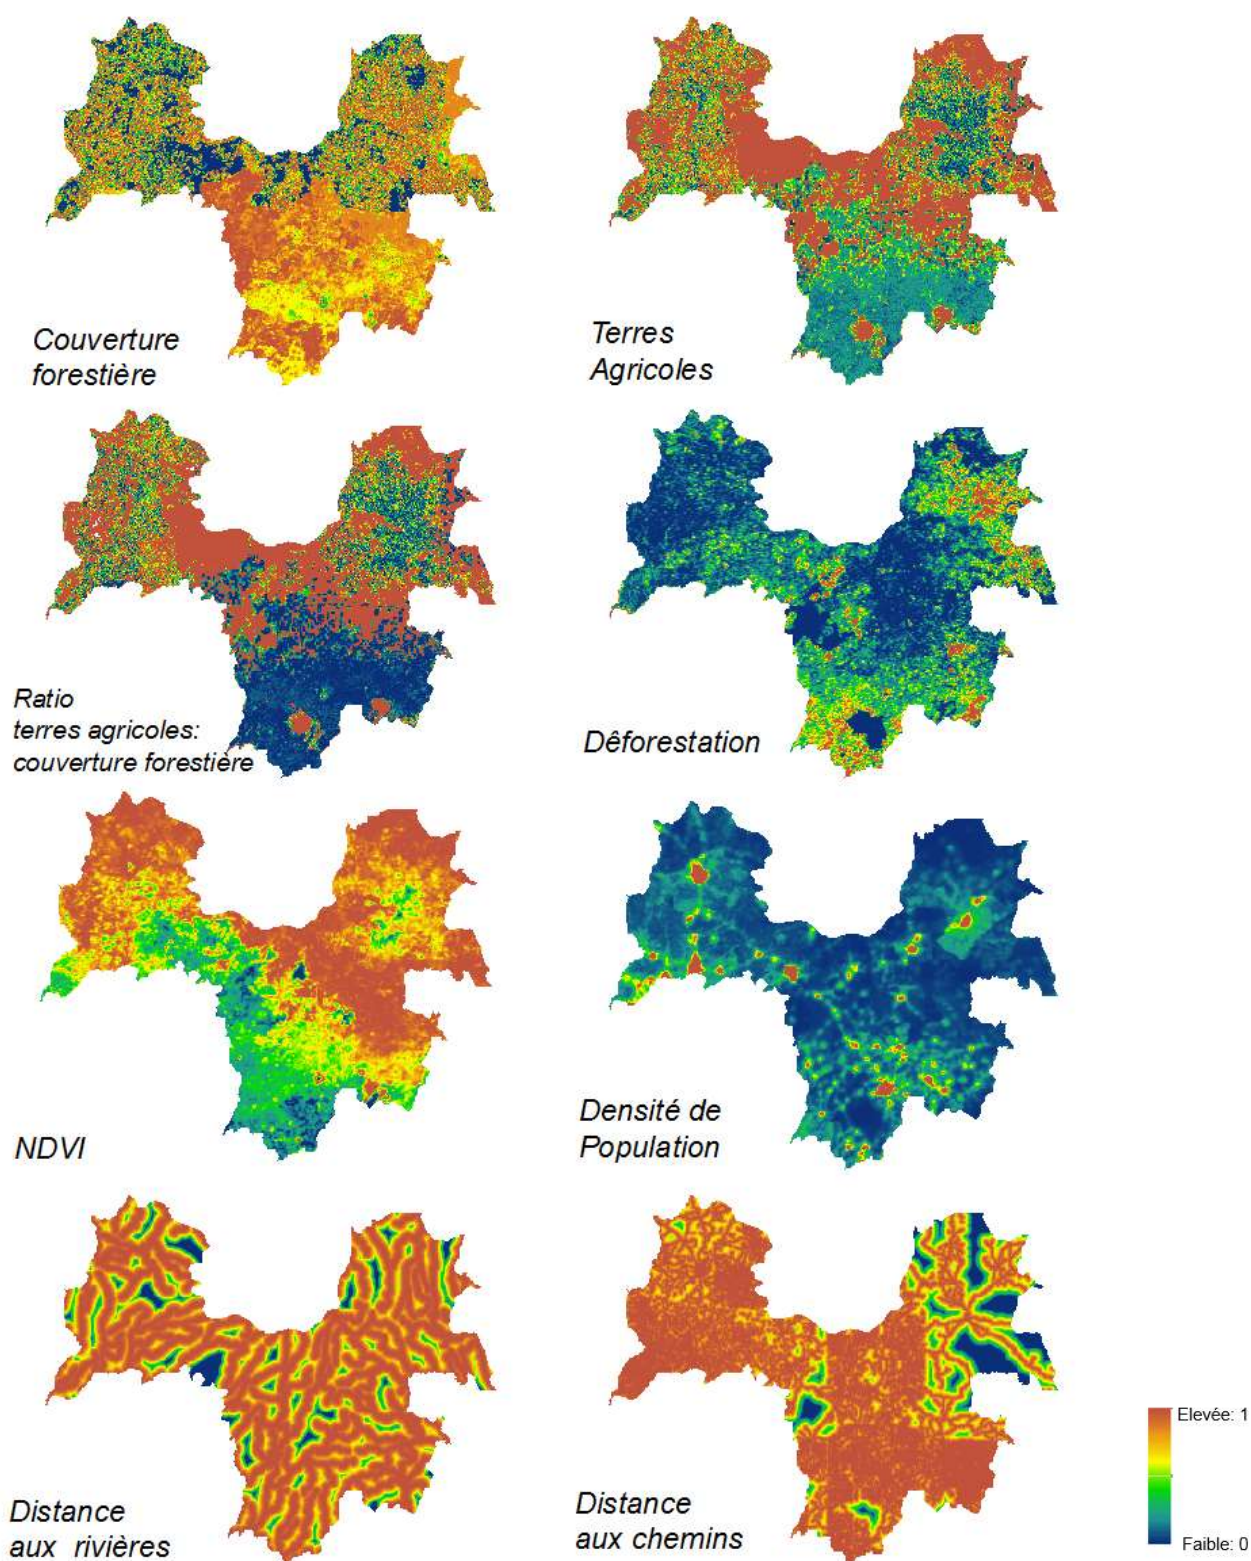 Couverture
forestière
Terres
Agricoles
Ratio
terres agricoles:
couverture forestière
Dêforestation
NDVI
Densité de
Population
Distance
aux rivières
Distance
aux chemins
Elevée: 1
Faible: 0